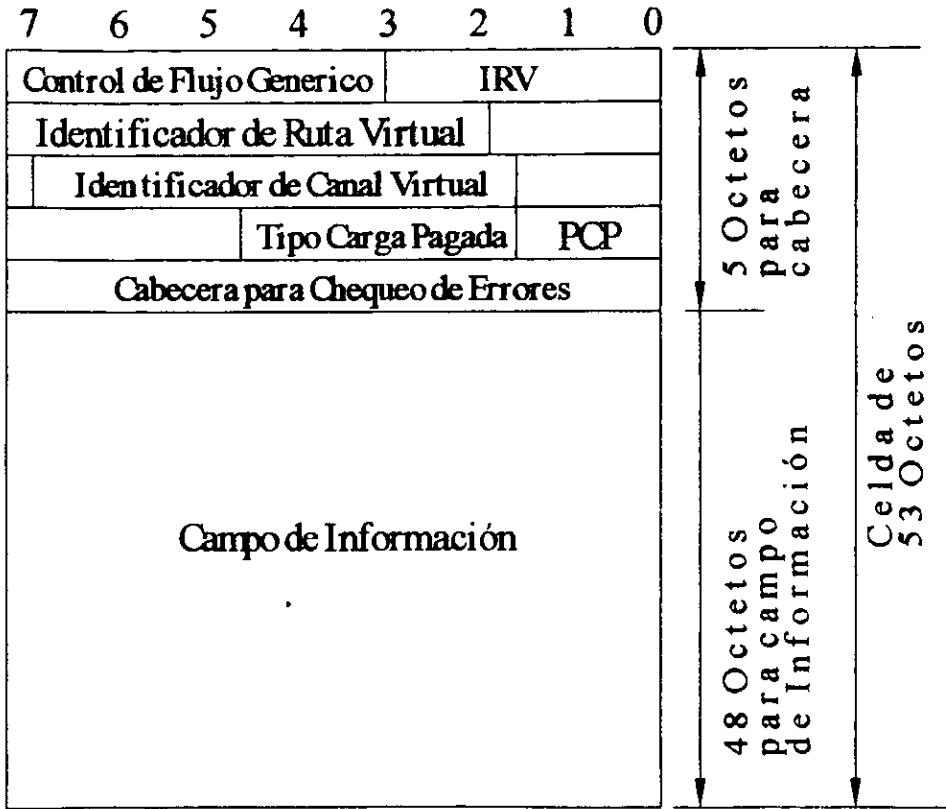 7 6 5 4 3 2 1 0
Control de Flujo Generico IRV
Identificador de Ruta Virtual
Identificador de Canal Virtual
Tipo Carga Pagada PCP
Cabecera para Chequeo de Errores
Campo de Información
5 Octetos
para
cabecera
48 Octetos
para campo
de Información
Celda de
53 Octetos